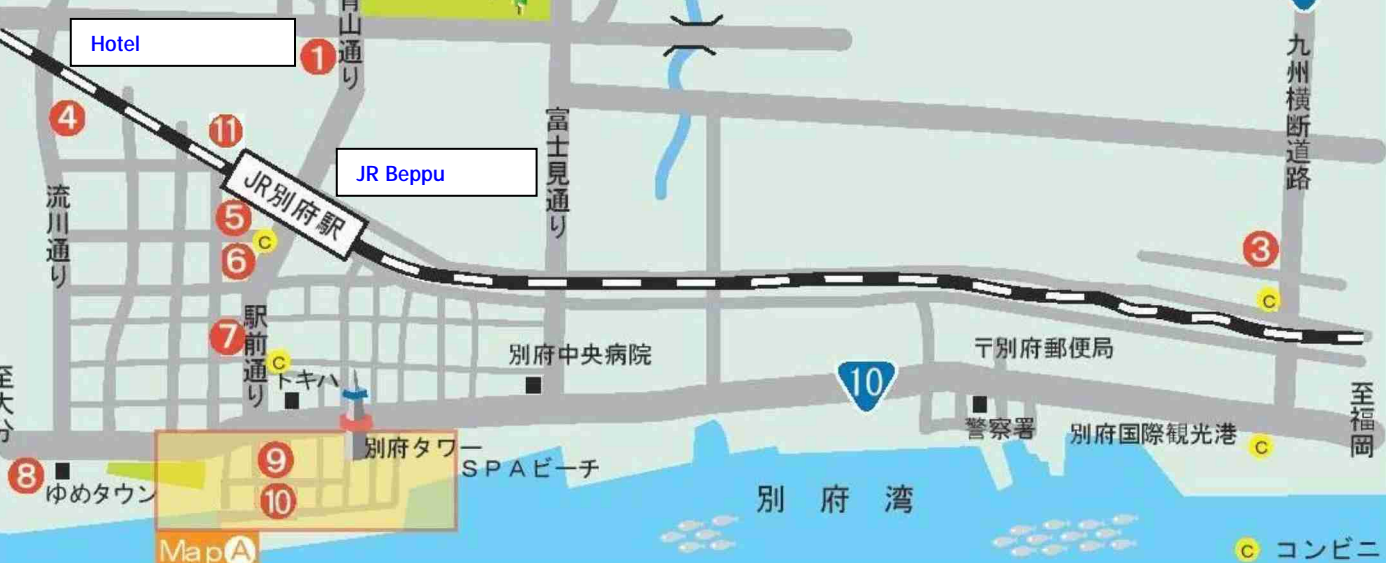 青山通り
九州横断道路
Hotel
1
4
11
富士見通り
JR Beppu
JR別府駅
流川通り
5
C
6
3
C
7
駅前通り
C
トキハ
別府中央病院
〒別府郵便局
10
至大分
至福岡
別府タワー
警察署
別府国際観光港
C
8
ゆめタウン
9
10
SPAビーチ
別府湾
MapA
C コンビニ